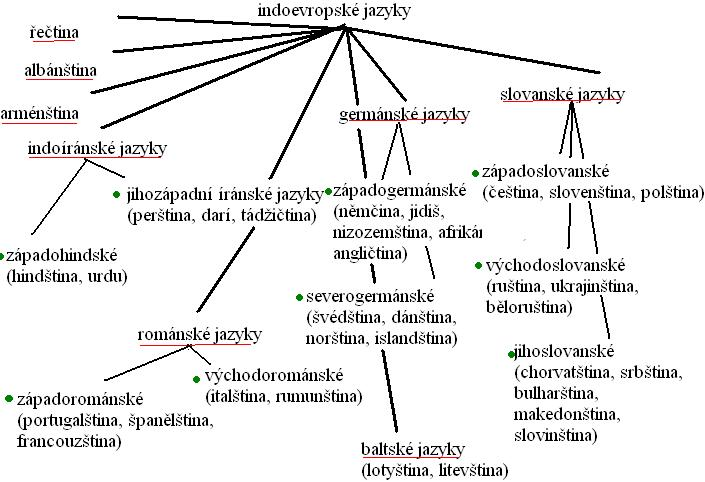 indoevropské jazyky
řečtina
albánština
arménština
indoíránské jazyky
jihozápadní íránské jazyky
(perština, darí, tádžičtina)
západohindské
(hindština, urdu)
románské jazyky
západorománské
(portugalština, španělština,
francouzština)
východorománské
(italština, rumunština)
germánské jazyky
západogermánské
(němčina, jidiš,
nizozemština, afriká
angličtina)
severogermánské
(švédština, dánština,
norština, islandština)
baltské jazyky
(lotyština, litevština)
slovanské jazyky
západoslovanské
(čeština, slovenština, polština)
východoslovanské
(ruština, ukrajinština,
běloruština)
jihoslovanské
(chorvatština, srbština,
bulharština,
makedonština,
slovinština)